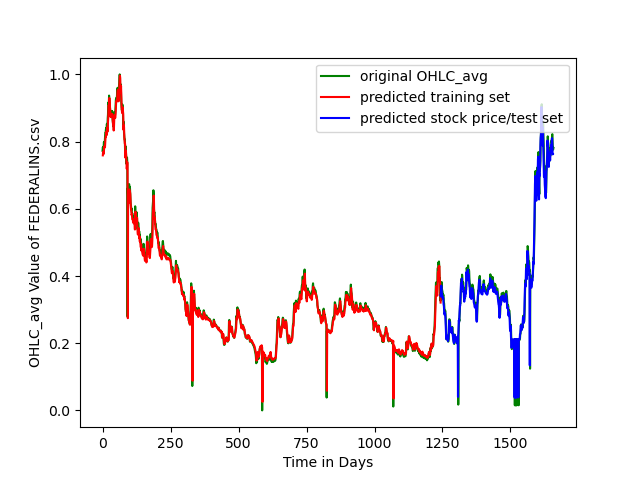 original OHLC_avg
predicted training set
predicted stock price/test set
OHLC_avg Value of FEDERALINS.csv
1.0
0.8
0.6
0.4
0.2
0.0
0 250 500 750 1000 1250 1500
Time in Days